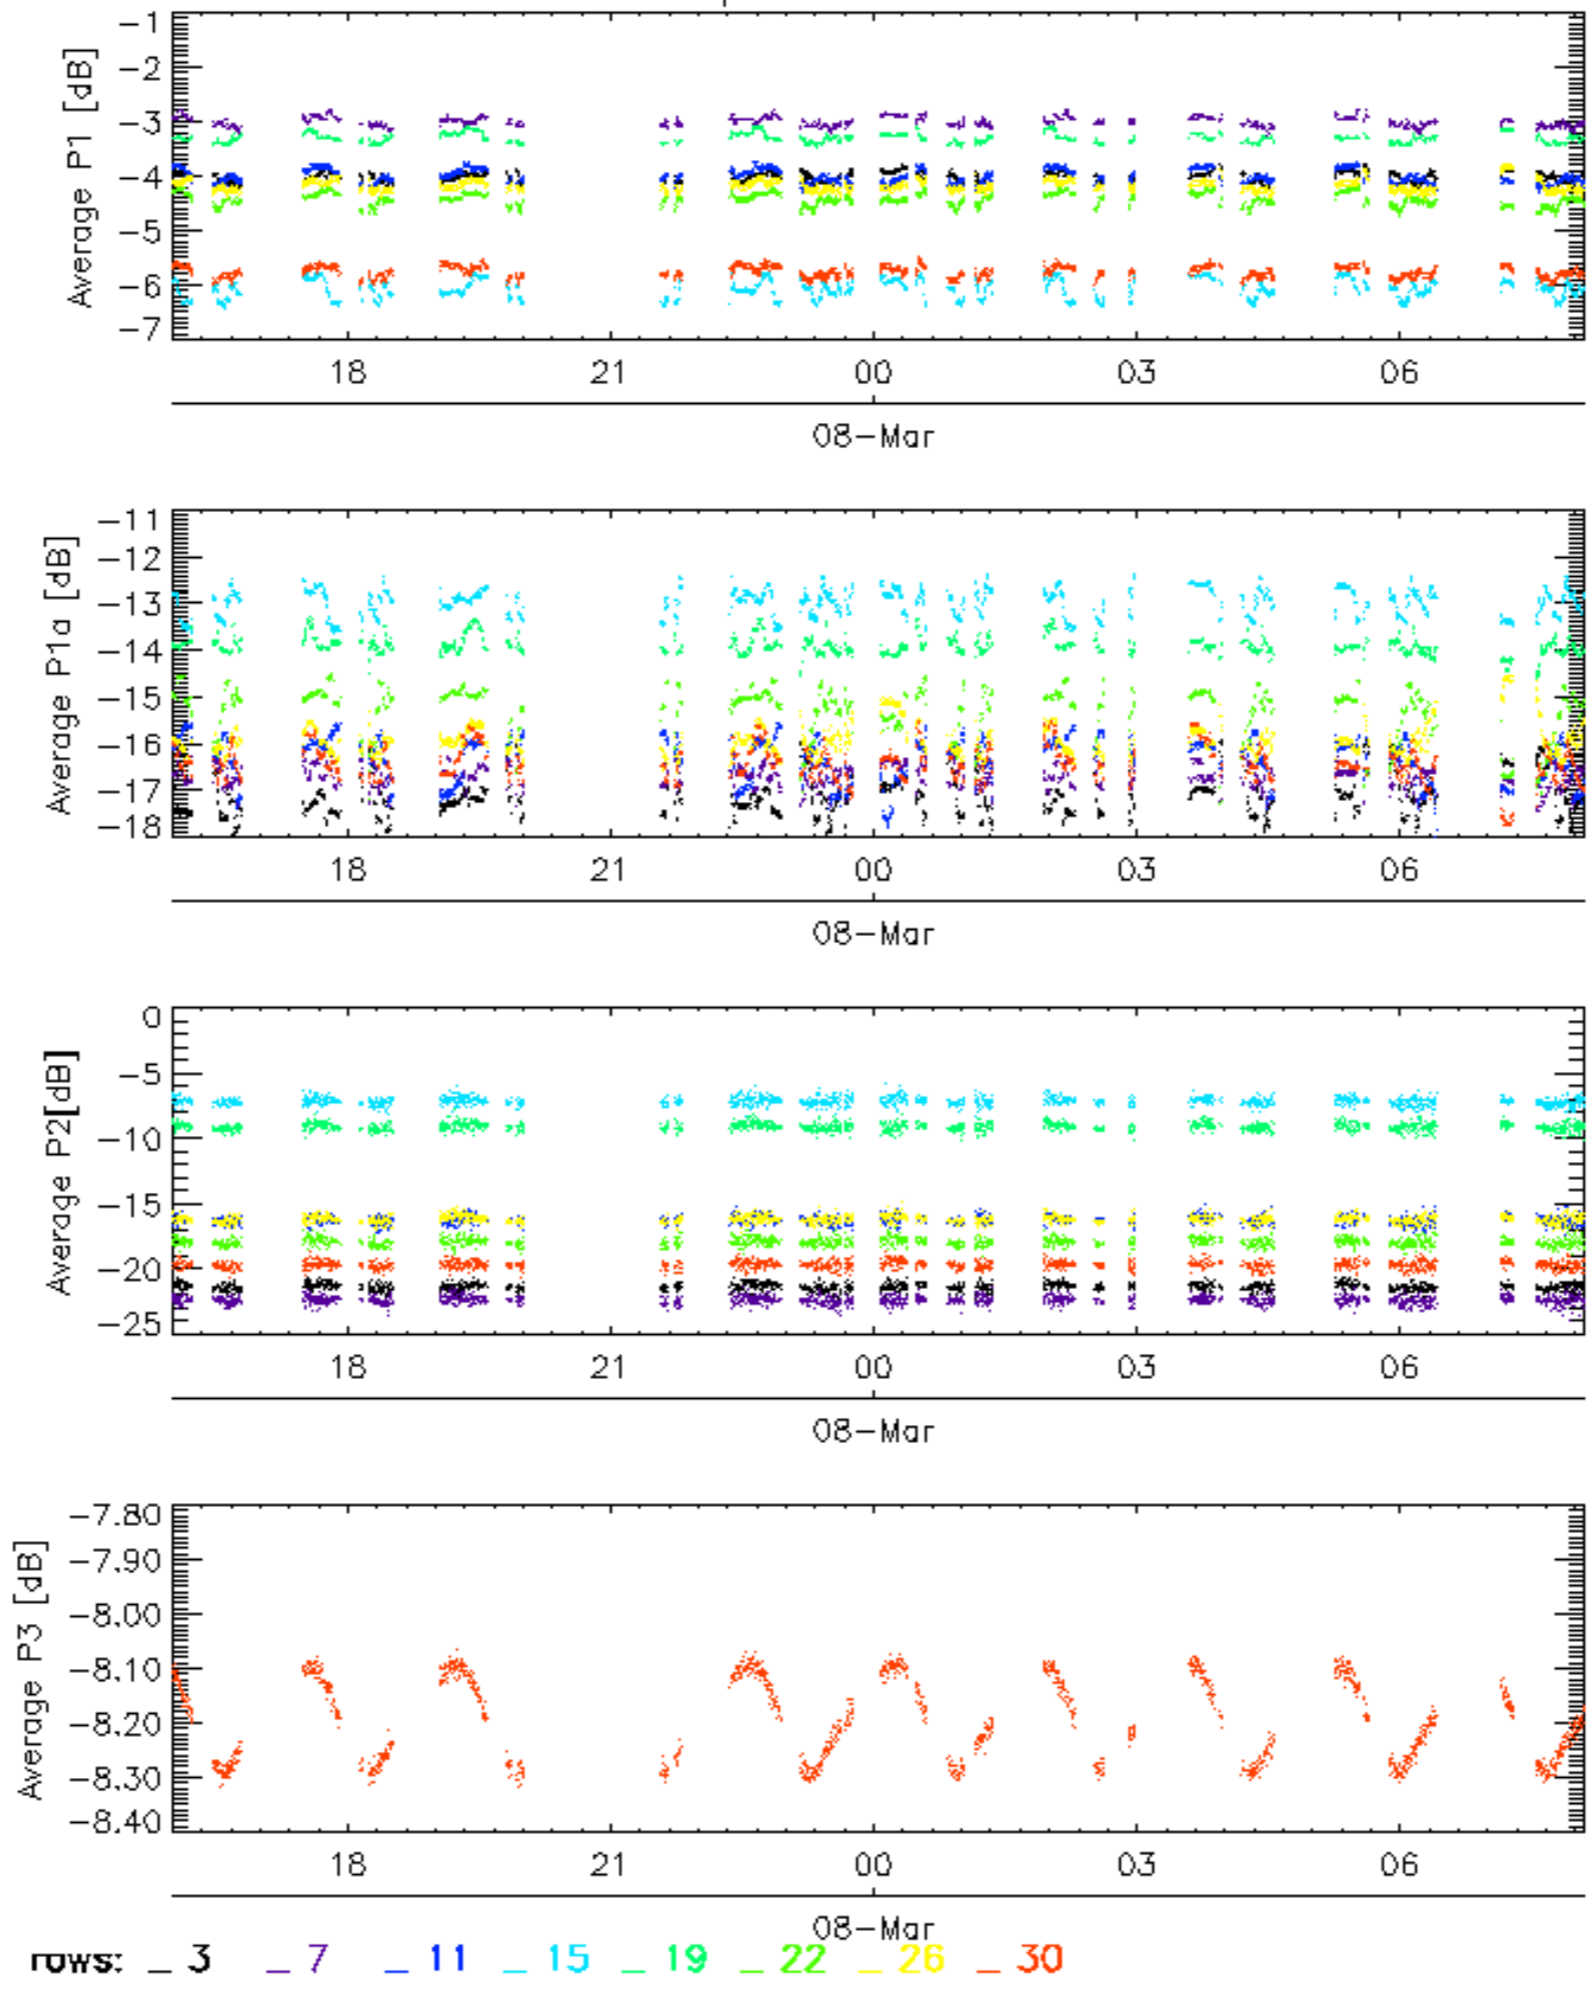 Average P1 [dB]
-1
-2
-3
-4
-5
-6
-7
18 21 00 03 06
08-Mar
Average P1a [dB]
-11
-12
-13
-14
-15
-16
-17
-18
18 21 00 03 06
08-Mar
Average P2[dB]
0
-5
-10
-15
-20
-25
18 21 00 03 06
08-Mar
Average P3 [dB]
-7.80
-7.90
-8.00
-8.10
-8.20
-8.30
-8.40
18 21 00 03 06
08-Mar
rows: _ 3 _ 7 _ 11 _ 15 _ 19 _ 22 _ 26 _ 30